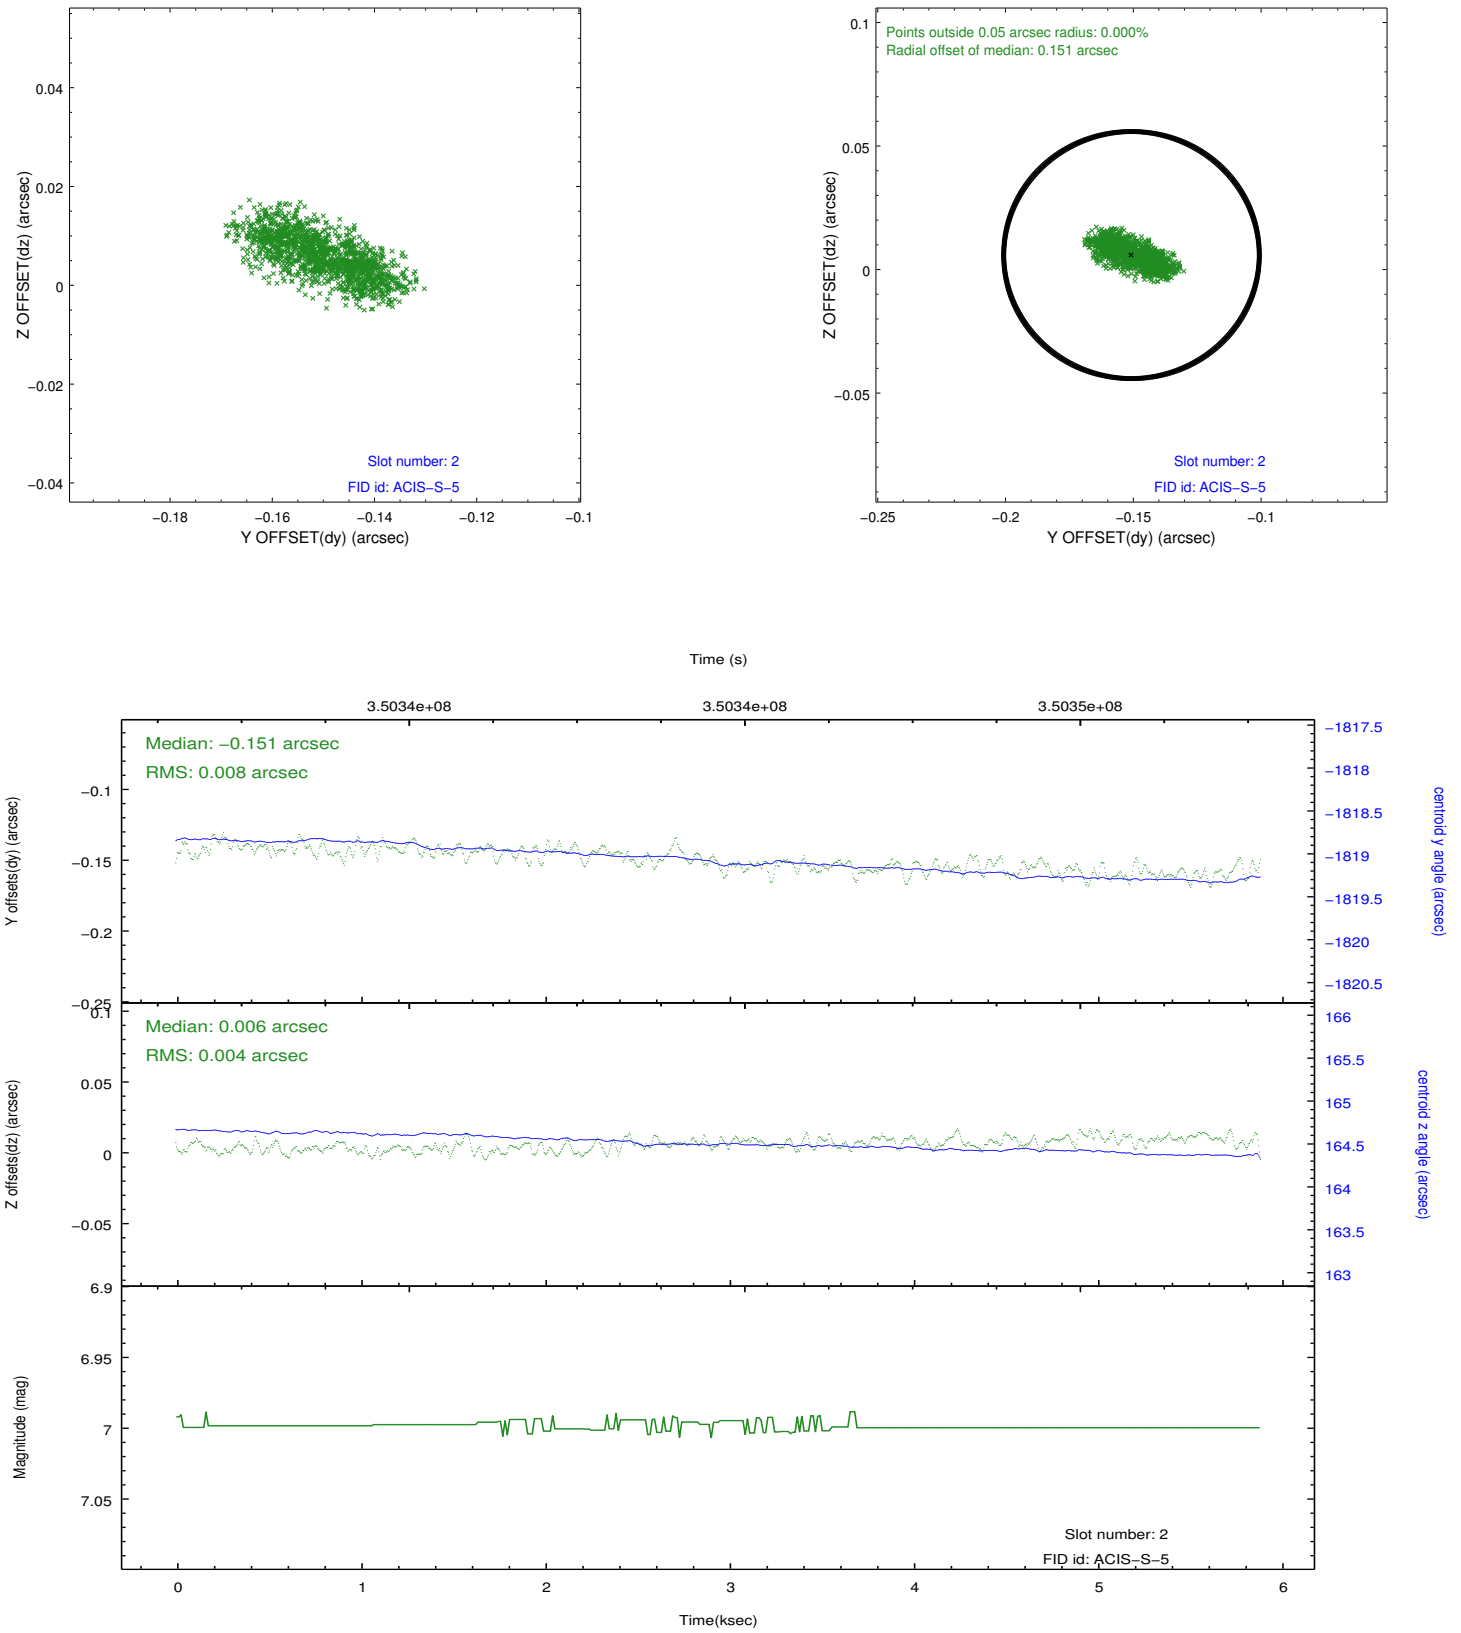 0.04
0.02
0
−0.02
−0.04
Z OFFSET(dz) (arcsec)
Slot number: 2
FID id: ACIS−S−5
−0.18
−0.16
−0.14
−0.12
−0.1
Y OFFSET(dy) (arcsec)
Points outside 0.05 arcsec radius: 0.000%
Radial offset of median: 0.151 arcsec
0.1
0.05
0
−0.05
Z OFFSET(dz) (arcsec)
Slot number: 2
FID id: ACIS−S−5
−0.25
−0.2
−0.15
−0.1
Y OFFSET(dy) (arcsec)
Time (s)
3.5034e+08
3.5034e+08
3.5035e+08
Median: −0.151 arcsec
RMS: 0.008 arcsec
−0.1
−0.15
−0.2
−0.25
Y offsets(dy) (arcsec)
−1817.5
−1818
−1818.5
−1819
−1819.5
−1820
−1820.5
centroid y angle (arcsec)
Median: 0.006 arcsec
RMS: 0.004 arcsec
0.1
0.05
0
−0.05
Z offsets(dz) (arcsec)
166
165.5
165
164.5
164
163.5
163
centroid z angle (arcsec)
6.9
6.95
7
7.05
Magnitude (mag)
Slot number: 2
FID id: ACIS−S−5
0
1
2
3
4
5
6
Time(ksec)